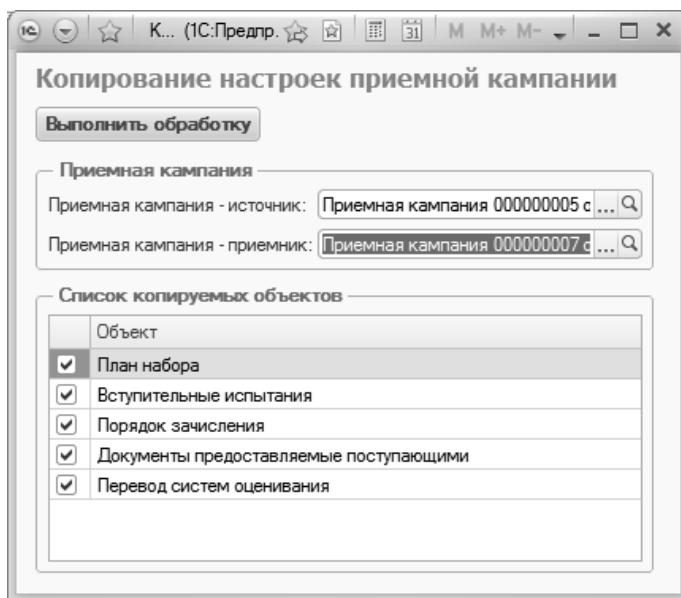 1С К... (1С:Предпр. 31 M M+ M-
Копирование настроек приемной кампании
Выполнить обработку
Приемная кампания
Приемная кампания - источник: Приемная кампания 000000005 о ...
Приемная кампания - приемник: Приемная кампания 000000007 о ...
Список копируемых объектов
Объект
План набора
Вступительные испытания
Порядок зачисления
Документы предоставляемые поступающими
Перевод систем оценивания